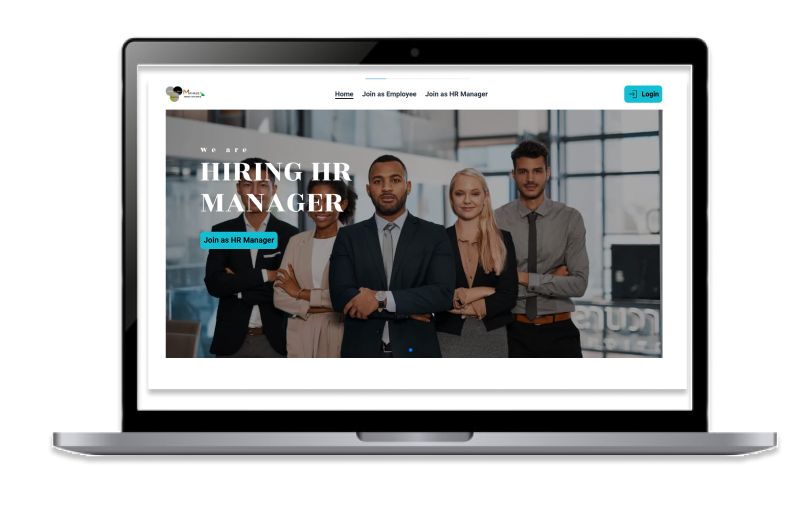 Home
Join as Employee
Join as HR Manager
Login
We are
HIRING HR
MANAGER
Join as HR Manager